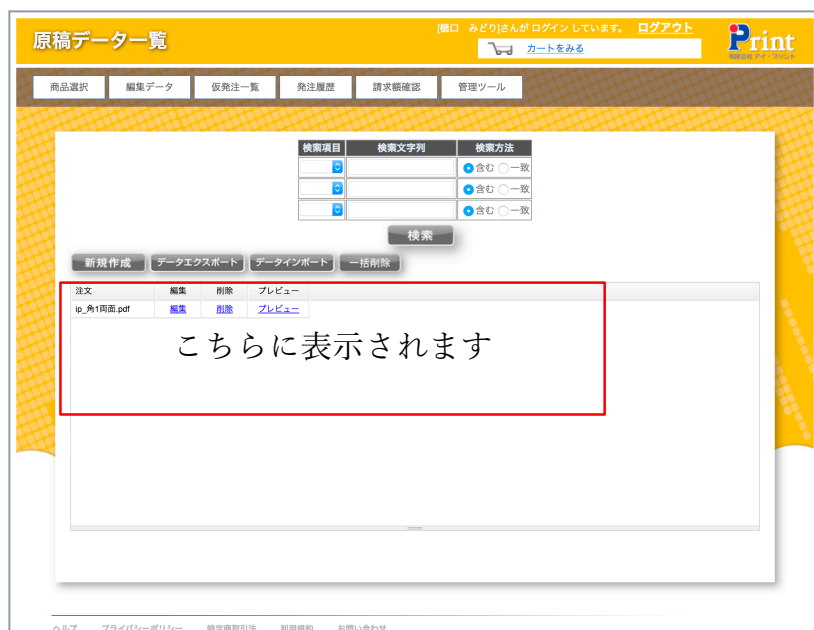 原稿データ一覧
[樋口　みどり]さんが ログイン しています。　ログアウト
カートをみる
Print
有限会社 アイ・プリント
商品選択　編集データ　仮発注一覧　発注履歴　請求額確認　管理ツール
検索項目　検索文字列　検索方法
含む　一致
含む　一致
含む　一致
検索
新規作成　データエクスポート　データインポート　一括削除
注文　編集　削除　プレビュー
ip_角1両面.pdf　編集　削除　プレビュー
こちらに表示されます
ヘルプ　プライバシーポリシー　特定商取引法　利用規約　お問い合わせ